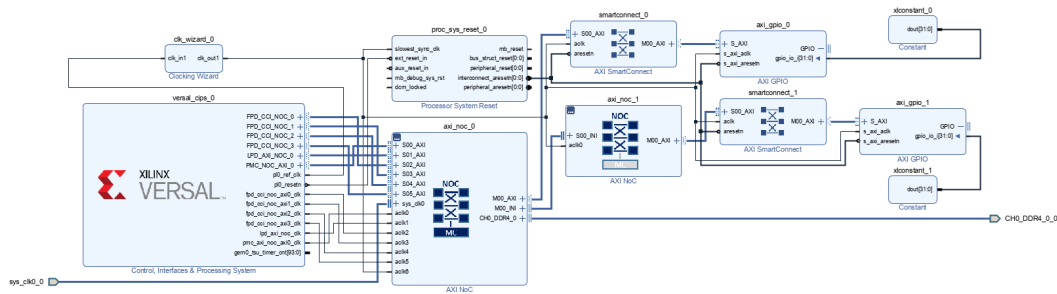 smartconnect_0
S00_AXI
aclk
aresetn
M00_AXI
AXI SmartConnect
axi_gpio_0
S_AXI
s_axi_aclk
s_axi_aresetn
GPIO
gpio_io_i[31:0]
AXI GPIO
xlconstant_0
dout[31:0]
Constant
clk_wizard_0
clk_in1
clk_out1
Clocking Wizard
proc_sys_reset_0
slowest_sync_clk
ext_reset_in
aux_reset_in
mb_debug_sys_rst
dcm_locked
mb_reset
bus_struct_reset[0:0]
peripheral_reset[0:0]
interconnect_aresetn[0:0]
peripheral_aresetn[0:0]
Processor System Reset
versal_cips_0
XILINX
VERSAL™
FPD_CCI_NOC_0
FPD_CCI_NOC_1
FPD_CCI_NOC_2
FPD_CCI_NOC_3
LPD_AXI_NOC_0
PMC_NOC_AXI_0
pl0_ref_clk
pl0_resetn
fpd_cci_noc_axi0_clk
fpd_cci_noc_axi1_clk
fpd_cci_noc_axi2_clk
fpd_cci_noc_axi3_clk
lpd_axi_noc_clk
pmc_axi_noc_axi0_clk
gem0_tsu_timer_cnt[93:0]
Control, Interfaces & Processing System
axi_noc_0
S00_AXI
S01_AXI
S02_AXI
S03_AXI
S04_AXI
S05_AXI
sys_clk0
aclk0
aclk1
aclk2
aclk3
aclk4
aclk5
aclk6
NOC
MC
M00_AXI
M00_INI
CH0_DDR4_0
AXI NoC
axi_noc_1
S00_INI
aclk0
NOC
MC
M00_AXI
AXI NoC
smartconnect_1
S00_AXI
aclk
aresetn
M00_AXI
AXI SmartConnect
axi_gpio_1
S_AXI
s_axi_aclk
s_axi_aresetn
GPIO
gpio_io_i[31:0]
AXI GPIO
xlconstant_1
dout[31:0]
Constant
CH0_DDR4_0_0
sys_clk0_0